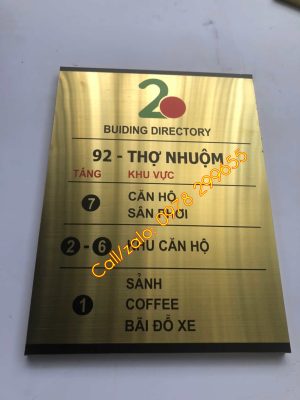 20
BUIDING DIRECTORY
92 - THỢ NHUỘM
TẦNG KHU VỰC
7 CĂN HỘ
SÂN PHƠI
2 - 6 KHU CĂN HỘ
1 SẢNH
COFFEE
BÃI ĐỖ XE
Call/zalo: 0978 299655